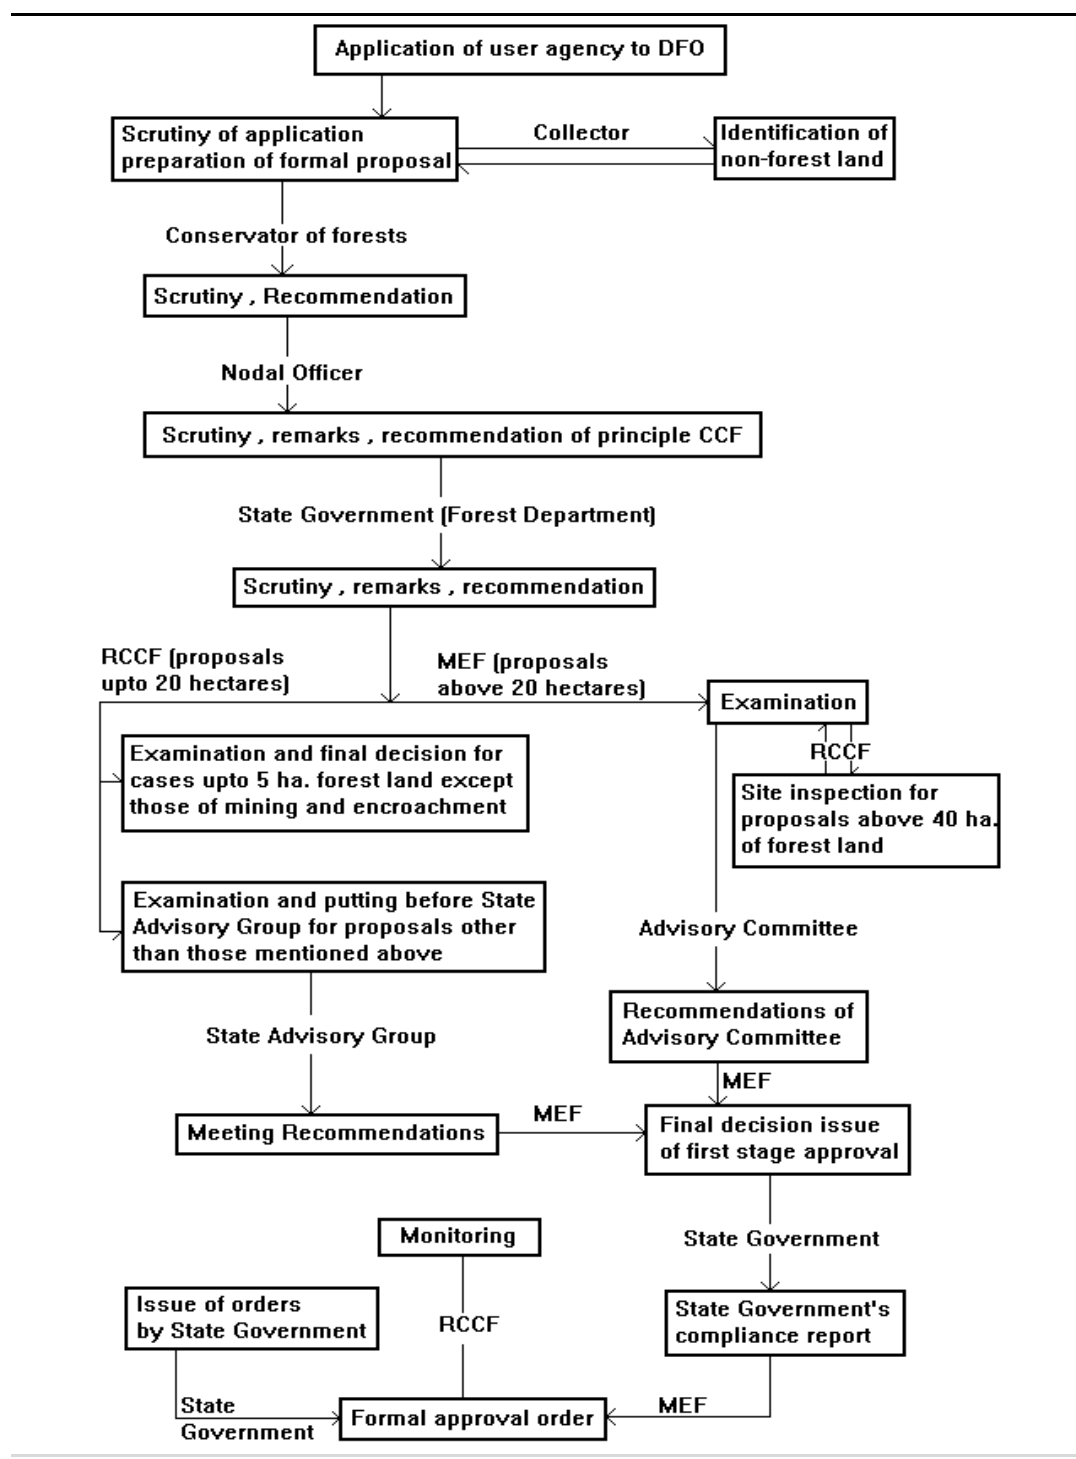 Application of user agency to DFO
Scrutiny of application
preparation of formal proposal
Collector
Identification of
non-forest land
Conservator of forests
Scrutiny , Recommendation
Nodal Officer
Scrutiny , remarks , recommendation of principle CCF
State Government (Forest Department)
Scrutiny , remarks , recommendation
RCCF (proposals
upto 20 hectares)
MEF (proposals
above 20 hectares)
Examination
RCCF
Site inspection for
proposals above 40 ha.
of forest land
Examination and final decision for
cases upto 5 ha. forest land except
those of mining and encroachment
Examination and putting before State
Advisory Group for proposals other
than those mentioned above
Advisory Committee
Recommendations of
Advisory Committee
State Advisory Group
MEF
Meeting Recommendations
MEF
Final decision issue
of first stage approval
State Government
Monitoring
Issue of orders
by State Government
RCCF
State Government's
compliance report
State
Government
Formal approval order
MEF